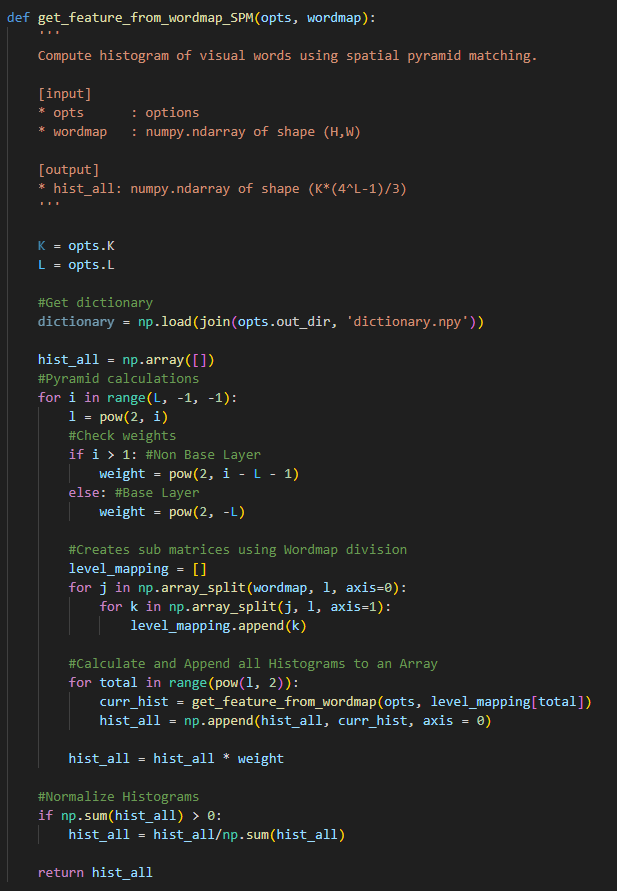 def get_feature_from_wordmap_SPM(opts, wordmap):
    '''
    Compute histogram of visual words using spatial pyramid matching.

    [input]
    * opts      : options
    * wordmap   : numpy.ndarray of shape (H,W)

    [output]
    * hist_all: numpy.ndarray of shape (K*(4^L-1)/3)
    '''

    K = opts.K
    L = opts.L

    #Get dictionary
    dictionary = np.load(join(opts.out_dir, 'dictionary.npy'))

    hist_all = np.array([])
    #Pyramid calculations
    for i in range(L, -1, -1):
        l = pow(2, i)
        #Check weights
        if i > 1: #Non Base Layer
            weight = pow(2, i - L - 1)
        else: #Base Layer
            weight = pow(2, -L)

        #Creates sub matrices using Wordmap division
        level_mapping = []
        for j in np.array_split(wordmap, l, axis=0):
            for k in np.array_split(j, l, axis=1):
                level_mapping.append(k)

        #Calculate and Append all Histograms to an Array
        for total in range(pow(l, 2)):
            curr_hist = get_feature_from_wordmap(opts, level_mapping[total])
            hist_all = np.append(hist_all, curr_hist, axis = 0)

        hist_all = hist_all * weight

    #Normalize Histograms
    if np.sum(hist_all) > 0:
        hist_all = hist_all/np.sum(hist_all)

    return hist_all